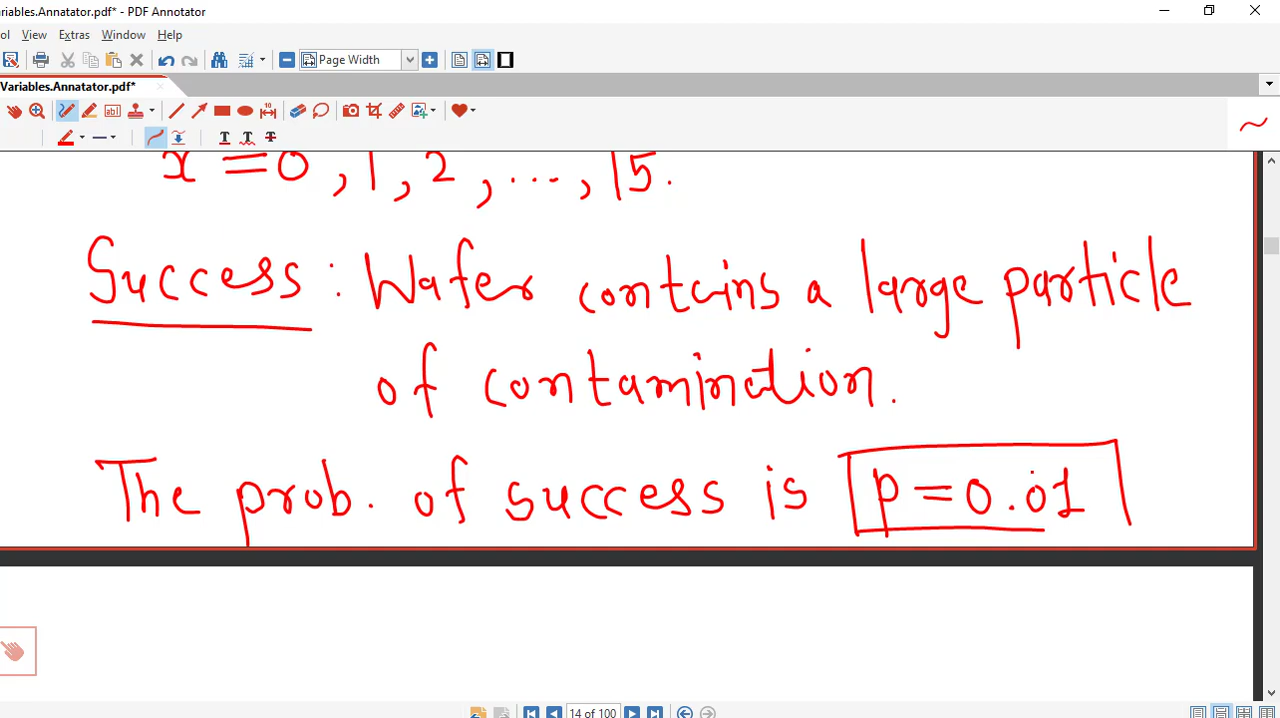 ariables.Annatator.pdf* - PDF Annotator
ol View Extras Window Help
Page Width
Variables.Annatator.pdf*
x = 0, 1, 2, ..., 15.
Success: Wafer contains a large particle
of contamination.
The prob. of success is p = 0.01
14 of 100